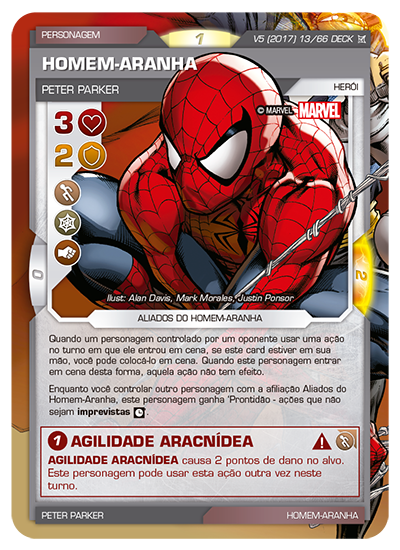 PERSONAGEM
1
V5 (2017) 13/66 DECK
HOMEM-ARANHA
PETER PARKER
HERÓI
3
© MARVEL MARVEL
2
0
2
Ilust: Alan Davis, Mark Morales, Justin Ponsor
ALIADOS DO HOMEM-ARANHA
Quando um personagem controlado por um oponente usar uma ação
no turno em que ele entrou em cena, se este card estiver em sua
mão, você pode colocá-lo em cena. Quando este personagem entrar
em cena desta forma, aquela ação não tem efeito.
Enquanto você controlar outro personagem com a afiliação Aliados do
Homem-Aranha, este personagem ganha 'Prontidão - ações que não
sejam imprevistas'.
1 AGILIDADE ARACNÍDEA
AGILIDADE ARACNÍDEA causa 2 pontos de dano no alvo.
Este personagem pode usar esta ação outra vez neste
turno.
PETER PARKER
HOMEM-ARANHA